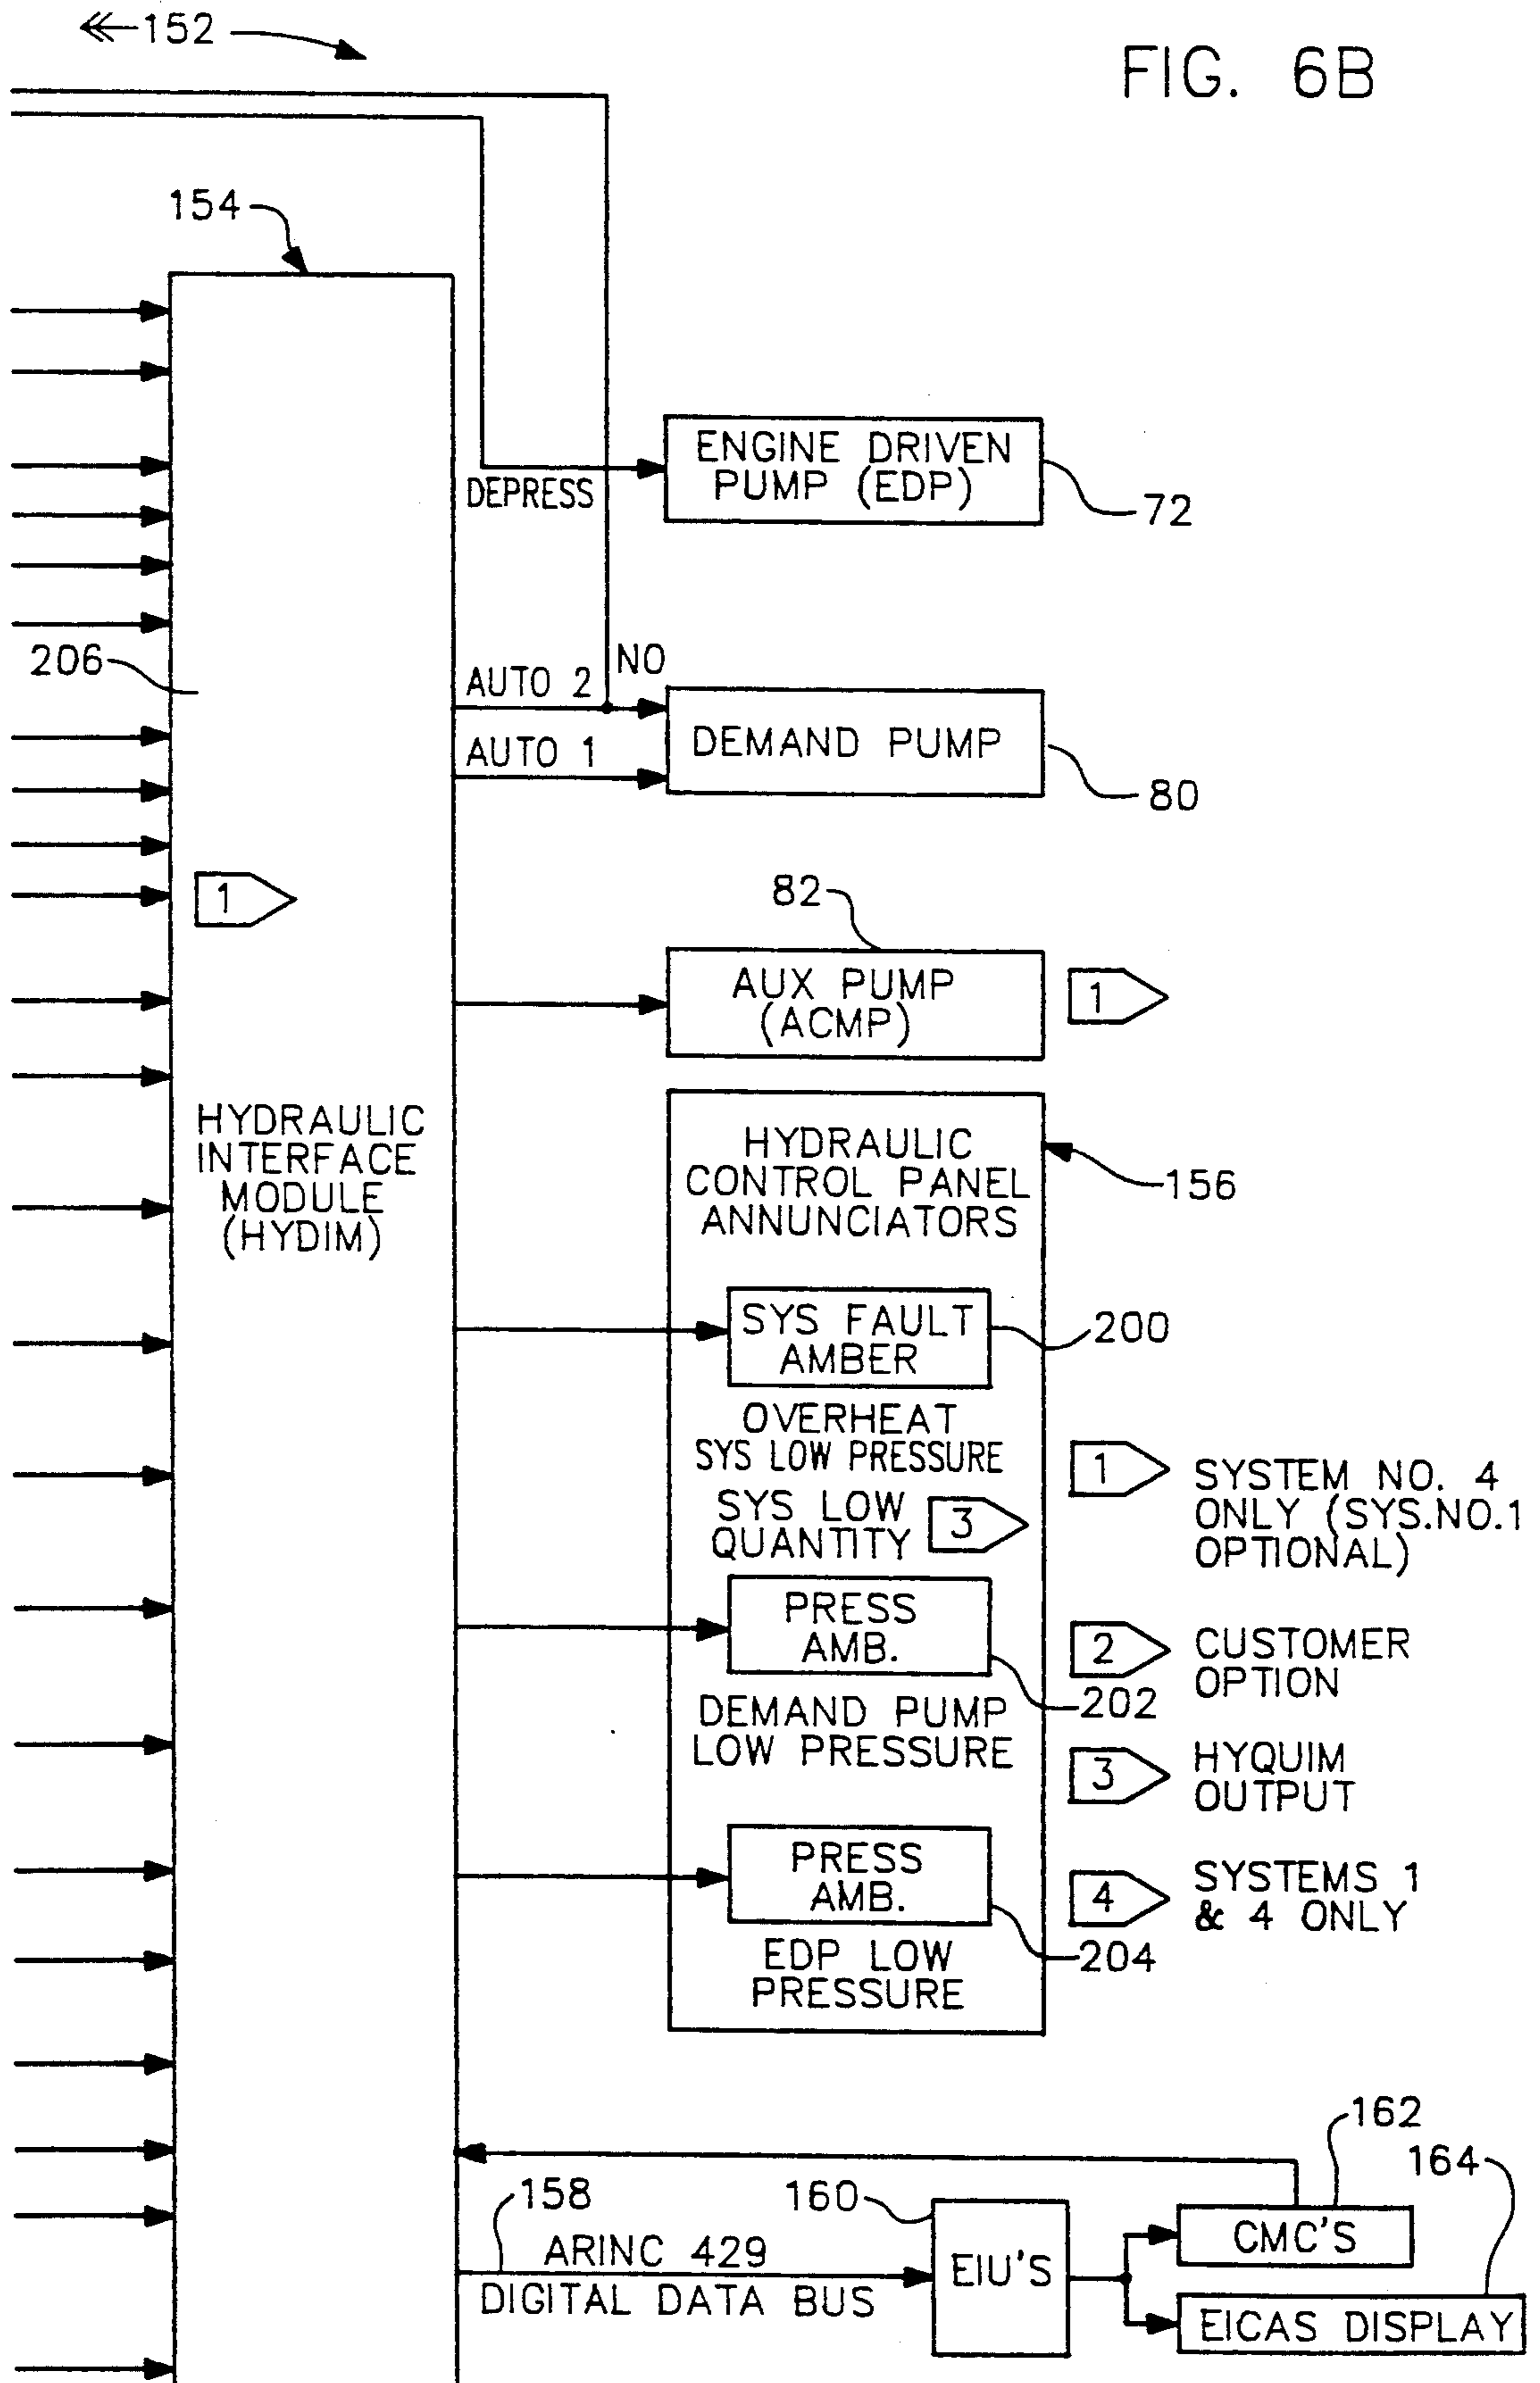 152
FIG. 6B
154
ENGINE DRIVEN
PUMP (EDP)
DEPRESS
72
206
NO
AUTO 2
AUTO 1
DEMAND PUMP
80
1
82
AUX PUMP
(ACMP)
1
HYDRAULIC
INTERFACE
MODULE
(HYDIM)
HYDRAULIC
CONTROL PANEL
ANNUNCIATORS
156
SYS FAULT
AMBER
200
OVERHEAT
SYS LOW PRESSURE
SYS LOW
QUANTITY
3
1
SYSTEM NO. 4
ONLY (SYS.NO.1
OPTIONAL)
PRESS
AMB.
202
2
CUSTOMER
OPTION
DEMAND PUMP
LOW PRESSURE
3
HYQUIM
OUTPUT
PRESS
AMB.
204
4
SYSTEMS 1
& 4 ONLY
EDP LOW
PRESSURE
162
164
158
160
ARINC 429
DIGITAL DATA BUS
EIU'S
CMC'S
EICAS DISPLAY